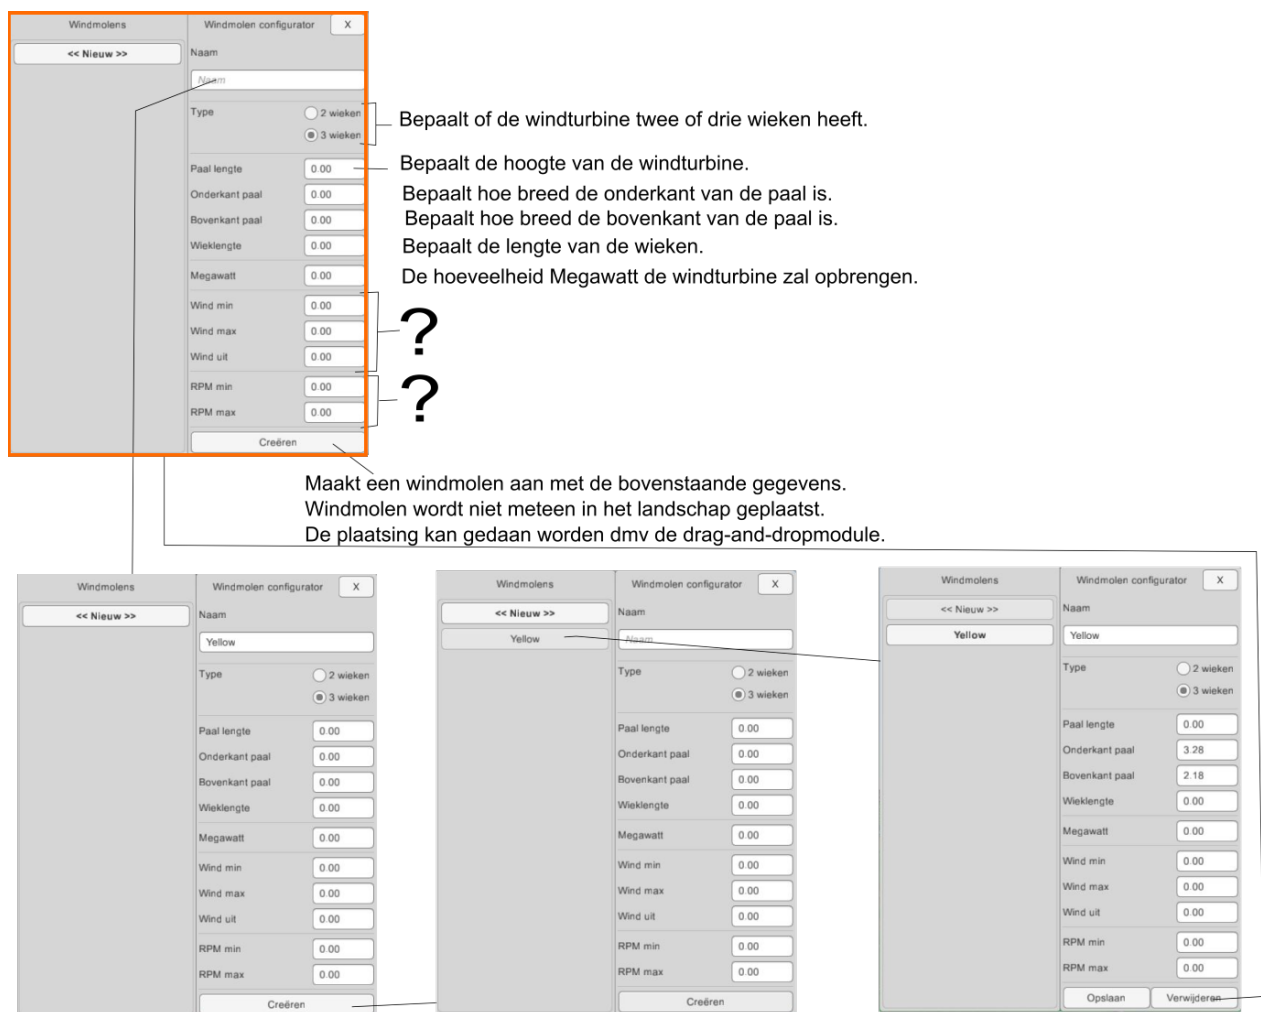 Windmolens
Windmolen configurator X
<< Nieuw >>
Naam
Naam
Type
2 wieken
3 wieken
Bepaalt of de windturbine twee of drie wieken heeft.
Paal lengte 0.00
Bepaalt de hoogte van de windturbine.
Onderkant paal 0.00
Bepaalt hoe breed de onderkant van de paal is.
Bovenkant paal 0.00
Bepaalt hoe breed de bovenkant van de paal is.
Wieklengte 0.00
Bepaalt de lengte van de wieken.
Megawatt 0.00
De hoeveelheid Megawatt de windturbine zal opbrengen.
Wind min 0.00
Wind max 0.00
Wind uit 0.00
?
RPM min 0.00
RPM max 0.00
?
Creëren
Maakt een windmolen aan met de bovenstaande gegevens.
Windmolen wordt niet meteen in het landschap geplaatst.
De plaatsing kan gedaan worden dmv de drag-and-dropmodule.
Windmolens
Windmolen configurator X
<< Nieuw >>
Naam
Yellow
Type
2 wieken
3 wieken
Paal lengte 0.00
Onderkant paal 0.00
Bovenkant paal 0.00
Wieklengte 0.00
Megawatt 0.00
Wind min 0.00
Wind max 0.00
Wind uit 0.00
RPM min 0.00
RPM max 0.00
Creëren
Windmolens
Windmolen configurator X
<< Nieuw >>
Yellow
Naam
Naam
Type
2 wieken
3 wieken
Paal lengte 0.00
Onderkant paal 0.00
Bovenkant paal 0.00
Wieklengte 0.00
Megawatt 0.00
Wind min 0.00
Wind max 0.00
Wind uit 0.00
RPM min 0.00
RPM max 0.00
Creëren
Windmolens
Windmolen configurator X
<< Nieuw >>
Yellow
Naam
Yellow
Type
2 wieken
3 wieken
Paal lengte 0.00
Onderkant paal 3.28
Bovenkant paal 2.18
Wieklengte 0.00
Megawatt 0.00
Wind min 0.00
Wind max 0.00
Wind uit 0.00
RPM min 0.00
RPM max 0.00
Opslaan Verwijderen